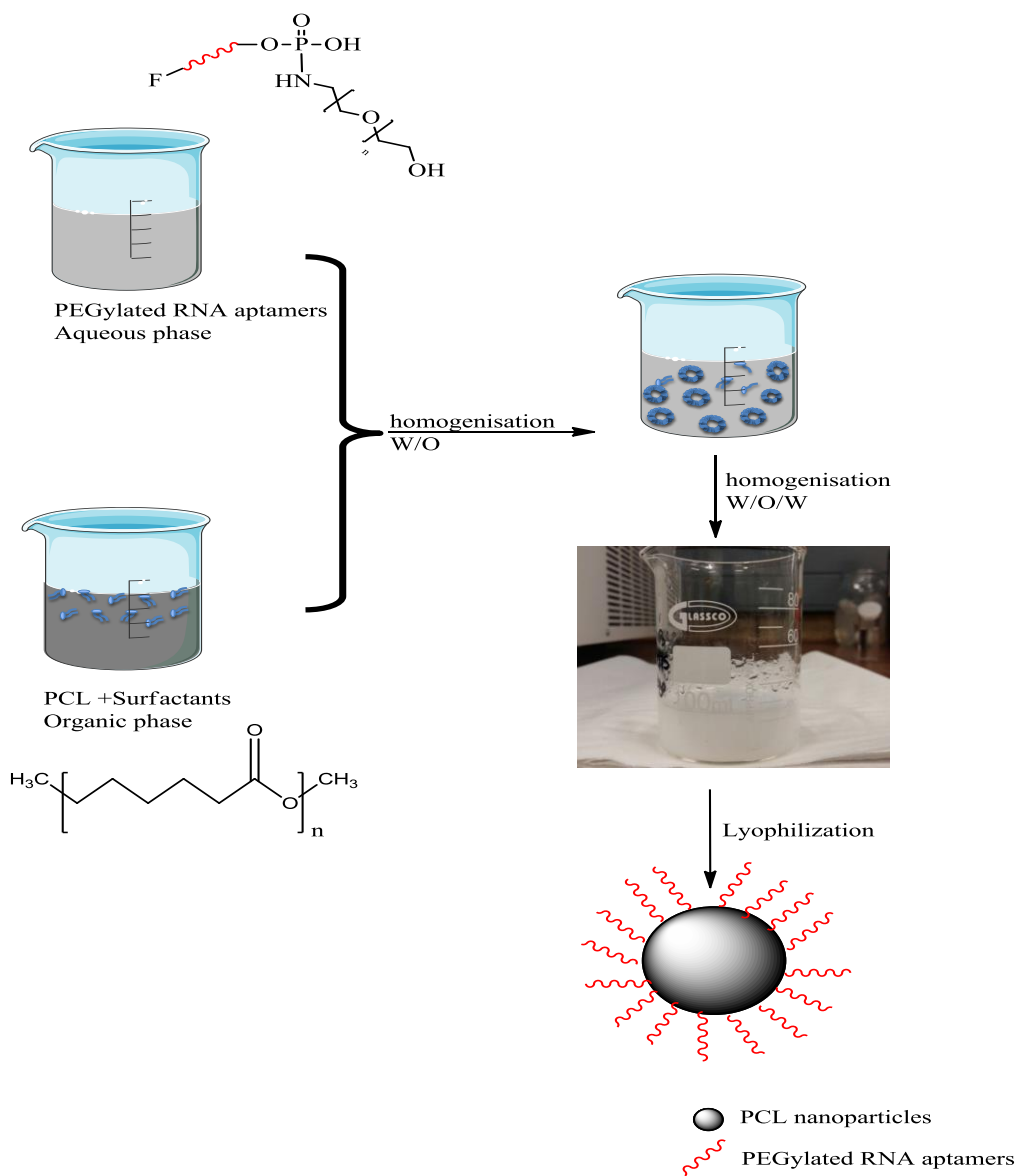 O
O
P
OH
F
HN
O
n
OH
PEGylated RNA aptamers
Aqueous phase
homogenisation
W/O
homogenisation
W/O/W
GLASSCO
80
60
PCL +Surfactants
Organic phase
O
H3C
O
CH3
n
Lyophilization
PCL nanoparticles
PEGylated RNA aptamers